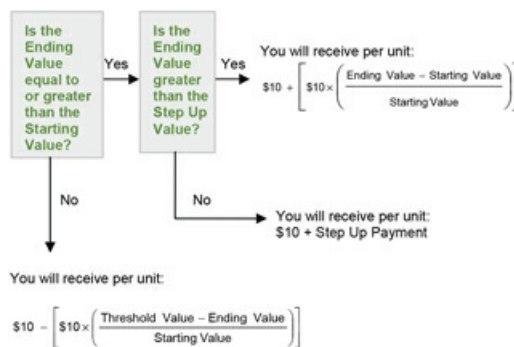 Is the
Ending
Value
equal to
or greater
than the
Starting
Value?
Yes
Is the
Ending
Value
greater
than the
Step Up
Value?
Yes
You will receive per unit:
$10 + [$10 × (Ending Value – Starting Value / Starting Value)]
No
You will receive per unit:
$10 + Step Up Payment
No
You will receive per unit:
$10 – [$10 × (Threshold Value – Ending Value / Starting Value)]